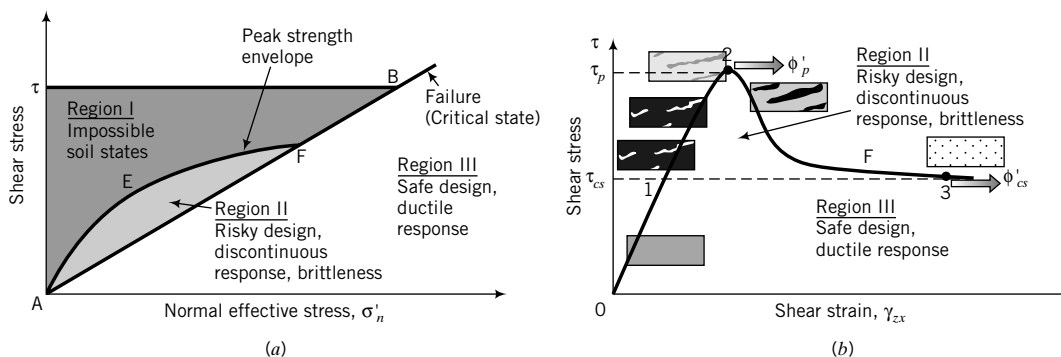 Peak strength
envelope
τ
B
Region I
Impossible
soil states
Failure
(Critical state)
Shear stress
E
F
Region III
Safe design,
ductile
response
Region II
Risky design,
discontinuous
response, brittleness
A
Normal effective stress, σ′n
(a)
τ
2
ϕ′p
τp
Region II
Risky design,
discontinuous
response, brittleness
Shear stress
F
τcs
1
3
ϕ′cs
Region III
Safe design,
ductile response
0
Shear strain, γzx
(b)